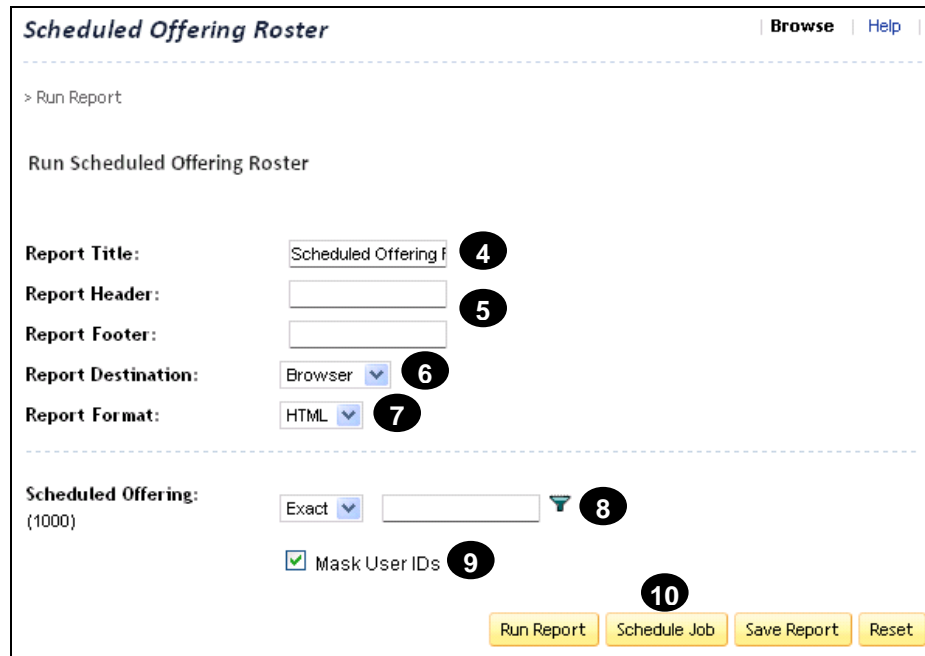 Scheduled Offering Roster | Browse | Help |
> Run Report
Run Scheduled Offering Roster
Report Title: Scheduled Offering R 4
Report Header:
5
Report Footer:
Report Destination: Browser 6
Report Format: HTML 7
Scheduled Offering:
(1000) Exact 8
Mask User IDs 9
10
Run Report Schedule Job Save Report Reset